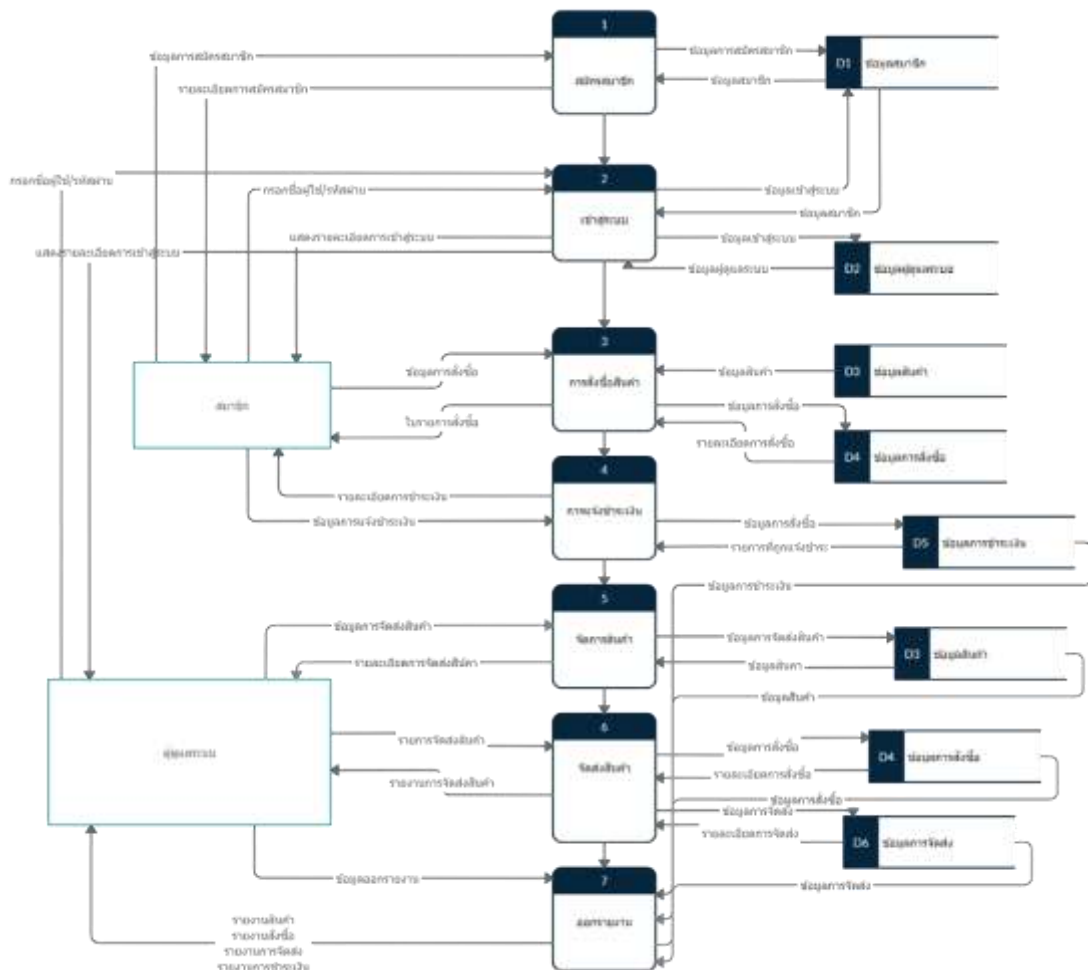 1
ข้อมูลการสมัครสมาชิก
ข้อมูลการสมัครสมาชิก
D1
ข้อมูลสมาชิก
สมัครสมาชิก
ข้อมูลสมาชิก
รายละเอียดการสมัครสมาชิก
กรอกชื่อผู้ใช้/รหัสผ่าน
2
กรอกชื่อผู้ใช้/รหัสผ่าน
ข้อมูลเข้าสู่ระบบ
เข้าสู่ระบบ
ข้อมูลสมาชิก
แสดงรายละเอียดการเข้าสู่ระบบ
ข้อมูลเข้าสู่ระบบ
แสดงรายละเอียดการเข้าสู่ระบบ
ข้อมูลผู้ดูแลระบบ
D2
ข้อมูลผู้ดูแลระบบ
3
ข้อมูลการสั่งซื้อ
ข้อมูลสินค้า
D3
ข้อมูลสินค้า
การสั่งซื้อสินค้า
สมาชิก
ข้อมูลการสั่งซื้อ
ใบรายการสั่งซื้อ
รายละเอียดการสั่งซื้อ
D4
ข้อมูลการสั่งซื้อ
4
รายละเอียดการชำระเงิน
การแจ้งชำระเงิน
ข้อมูลการแจ้งชำระเงิน
ข้อมูลการสั่งซื้อ
รายการที่ถูกแจ้งชำระ
D5
ข้อมูลการชำระเงิน
ข้อมูลการชำระเงิน
5
ข้อมูลการจัดส่งสินค้า
จัดการสินค้า
ข้อมูลการจัดส่งสินค้า
D3
ข้อมูลสินค้า
รายละเอียดการจัดส่งสินค้า
ข้อมูลสินค้า
ข้อมูลสินค้า
6
ผู้ดูแลระบบ
รายการจัดส่งสินค้า
จัดส่งสินค้า
ข้อมูลการสั่งซื้อ
D4
ข้อมูลการสั่งซื้อ
รายงานการจัดส่งสินค้า
รายละเอียดการสั่งซื้อ
ข้อมูลการสั่งซื้อ
ข้อมูลการจัดส่ง
รายละเอียดการจัดส่ง
D6
ข้อมูลการจัดส่ง
7
ข้อมูลออกรายงาน
ข้อมูลการจัดส่ง
ออกรายงาน
รายงานสินค้า
รายงานสั่งซื้อ
รายงานการจัดส่ง
รายงานการชำระเงิน